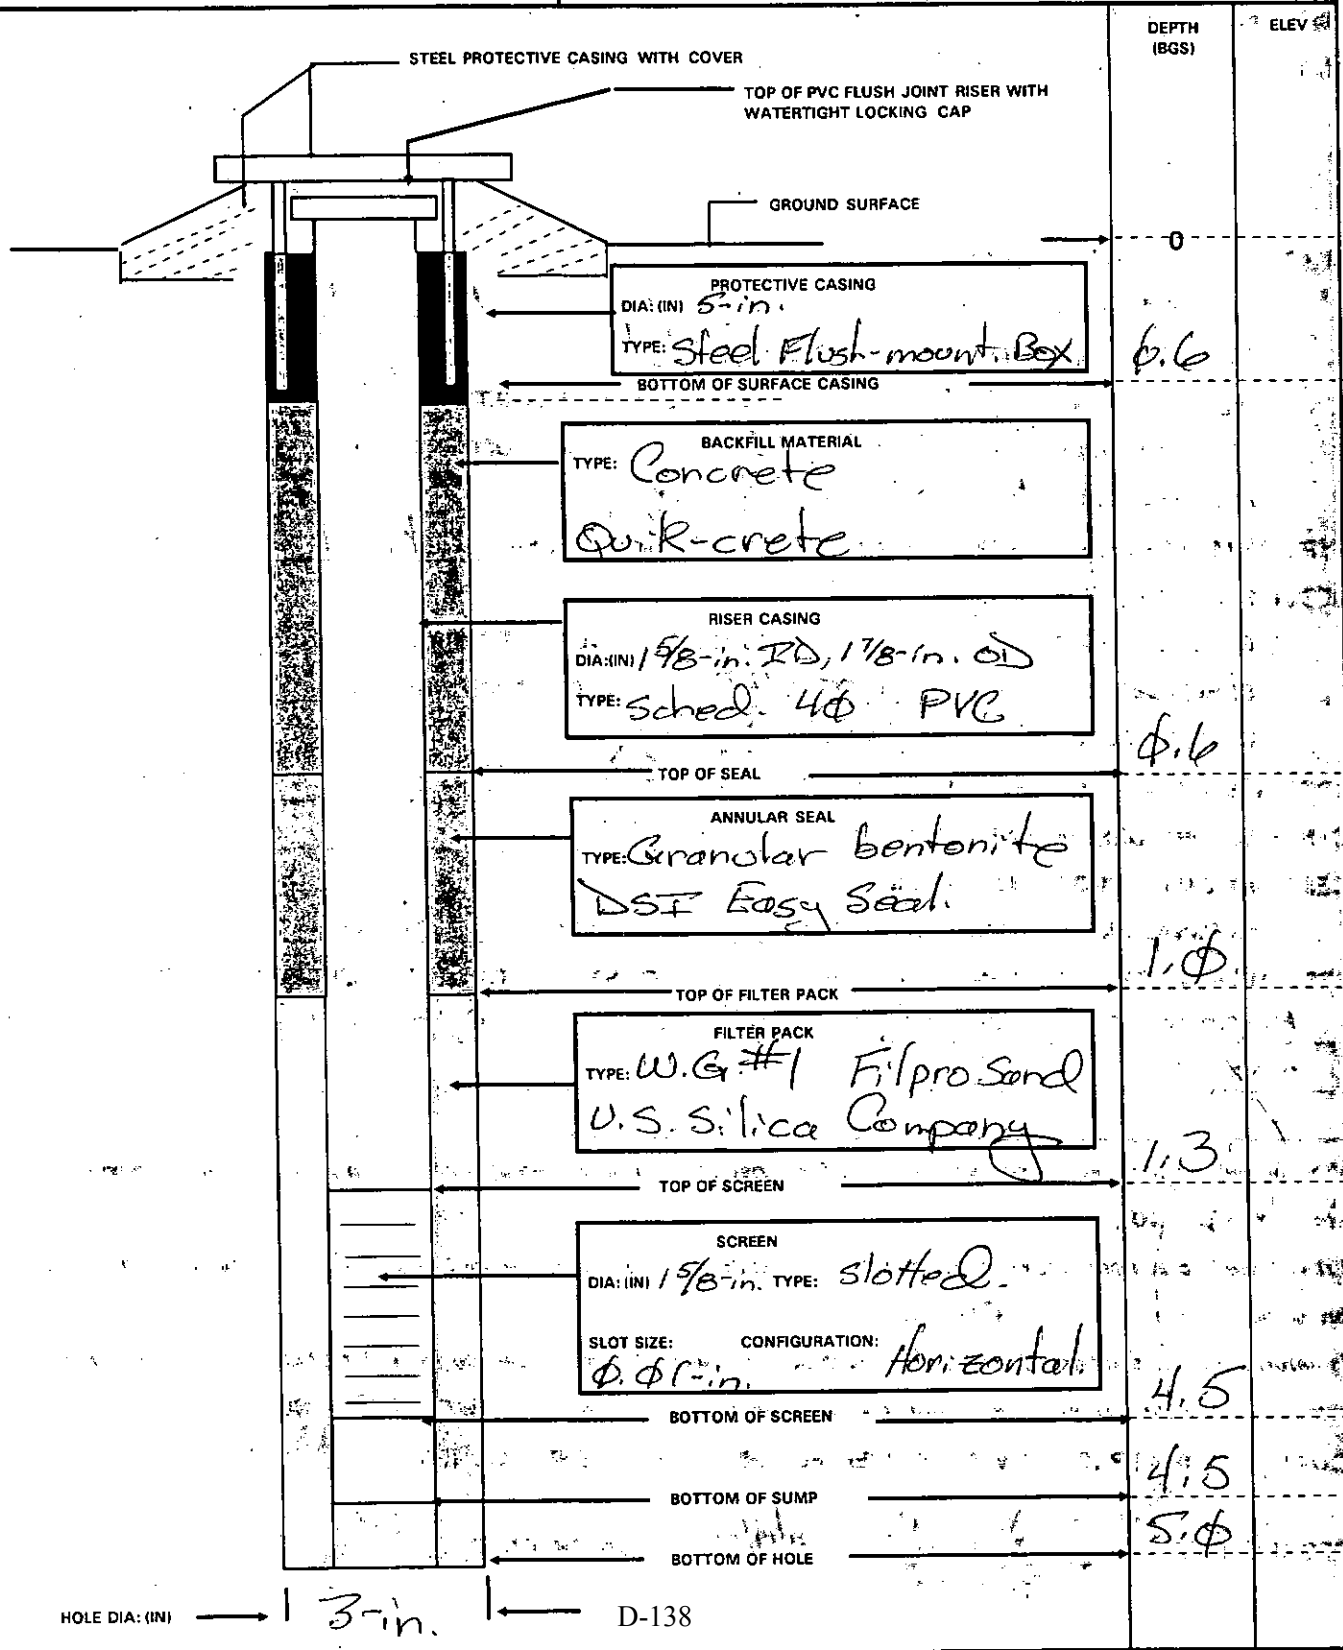 DEPTH
(BGS)
ELEV
STEEL PROTECTIVE CASING WITH COVER
TOP OF PVC FLUSH JOINT RISER WITH
WATERTIGHT LOCKING CAP
GROUND SURFACE
0
PROTECTIVE CASING
DIA: (IN) 5-in.
TYPE: Steel Flush-mount Box
0.6
BOTTOM OF SURFACE CASING
BACKFILL MATERIAL
TYPE: Concrete
Quik-crete
RISER CASING
DIA:(IN) 1 5/8-in. ID, 1 7/8-in. OD
TYPE: Sched. 4Ø PVC
Ø.6
TOP OF SEAL
ANNULAR SEAL
TYPE: Granular bentonite
DSI Easy Seal.
1.Ø
TOP OF FILTER PACK
FILTER PACK
TYPE: W.G. #1 Filpro Sand
U.S. Silica Company
1.3
TOP OF SCREEN
SCREEN
DIA: (IN) 1 5/8-in. TYPE: Slotted.
SLOT SIZE: CONFIGURATION: Horizontal.
Ø.Ø1-in.
4.5
BOTTOM OF SCREEN
4.5
BOTTOM OF SUMP
5.Ø
BOTTOM OF HOLE
HOLE DIA: (IN) 3-in.
D-138